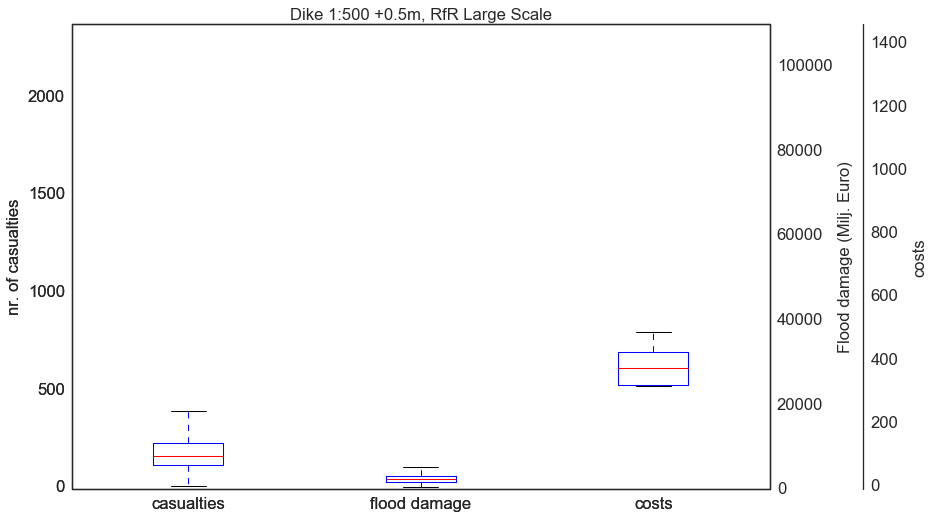 Dike 1:500 +0.5m, RfR Large Scale
nr. of casualties
2000
1500
1000
500
0
casualties
flood damage
costs
100000
80000
60000
40000
20000
0
Flood damage (Milj. Euro)
1400
1200
1000
800
600
400
200
0
costs